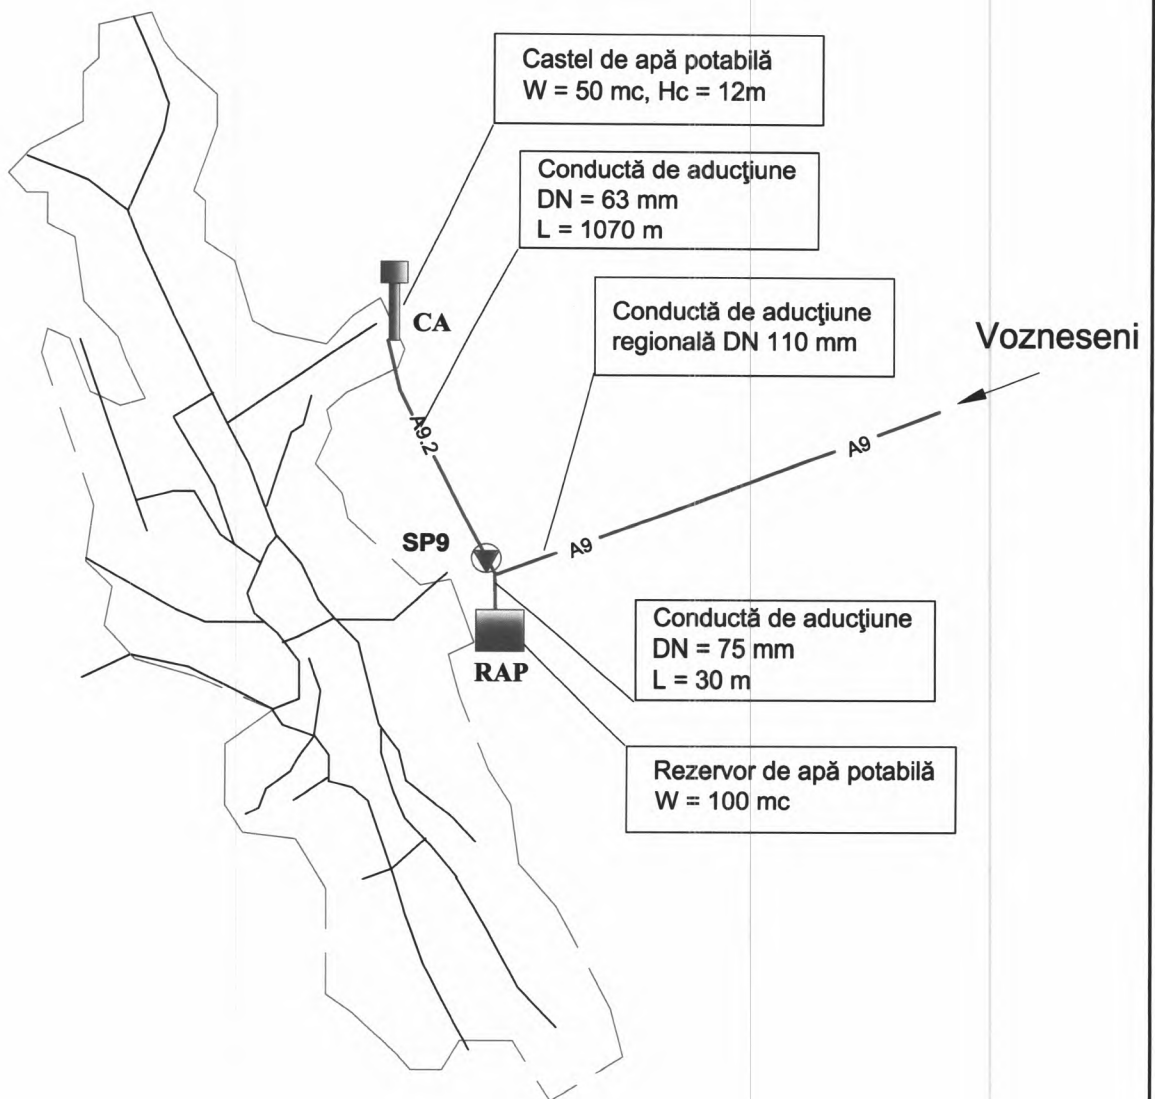 Castel de apă potabilă
W = 50 mc, Hc = 12m
Conductă de aducţiune
DN = 63 mm
L = 1070 m
Conductă de aducţiune
regională DN 110 mm
Vozneseni
CA
A9.2
A9
A9
SP9
RAP
Conductă de aducţiune
DN = 75 mm
L = 30 m
Rezervor de apă potabilă
W = 100 mc